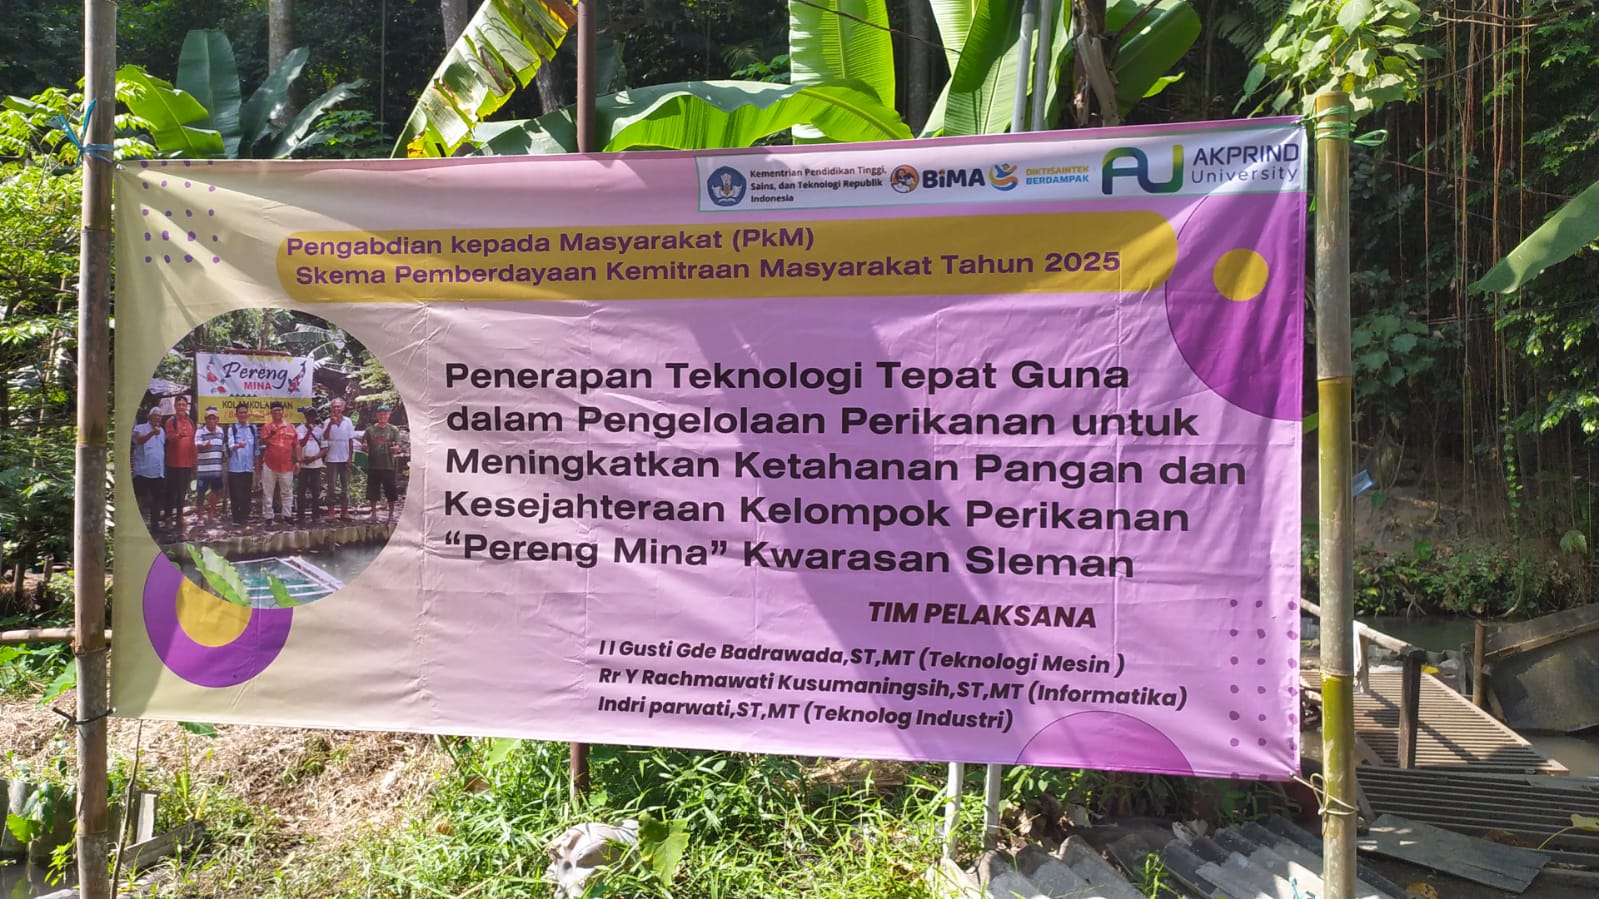 Kementrian Pendidikan Tinggi,
Sains, dan Teknologi Republik
Indonesia
BiMA
DIKTISAINTEK
BERDAMPAK
AU AKPRIND
University
Pengabdian kepada Masyarakat (PkM)
Skema Pemberdayaan Kemitraan Masyarakat Tahun 2025
Pereng
MINA
Penerapan Teknologi Tepat Guna
dalam Pengelolaan Perikanan untuk
Meningkatkan Ketahanan Pangan dan
Kesejahteraan Kelompok Perikanan
“Pereng Mina” Kwarasan Sleman
TIM PELAKSANA
I I Gusti Gde Badrawada,ST,MT (Teknologi Mesin )
Rr Y Rachmawati Kusumaningsih,ST,MT (Informatika)
Indri parwati,ST,MT (Teknolog Industri)